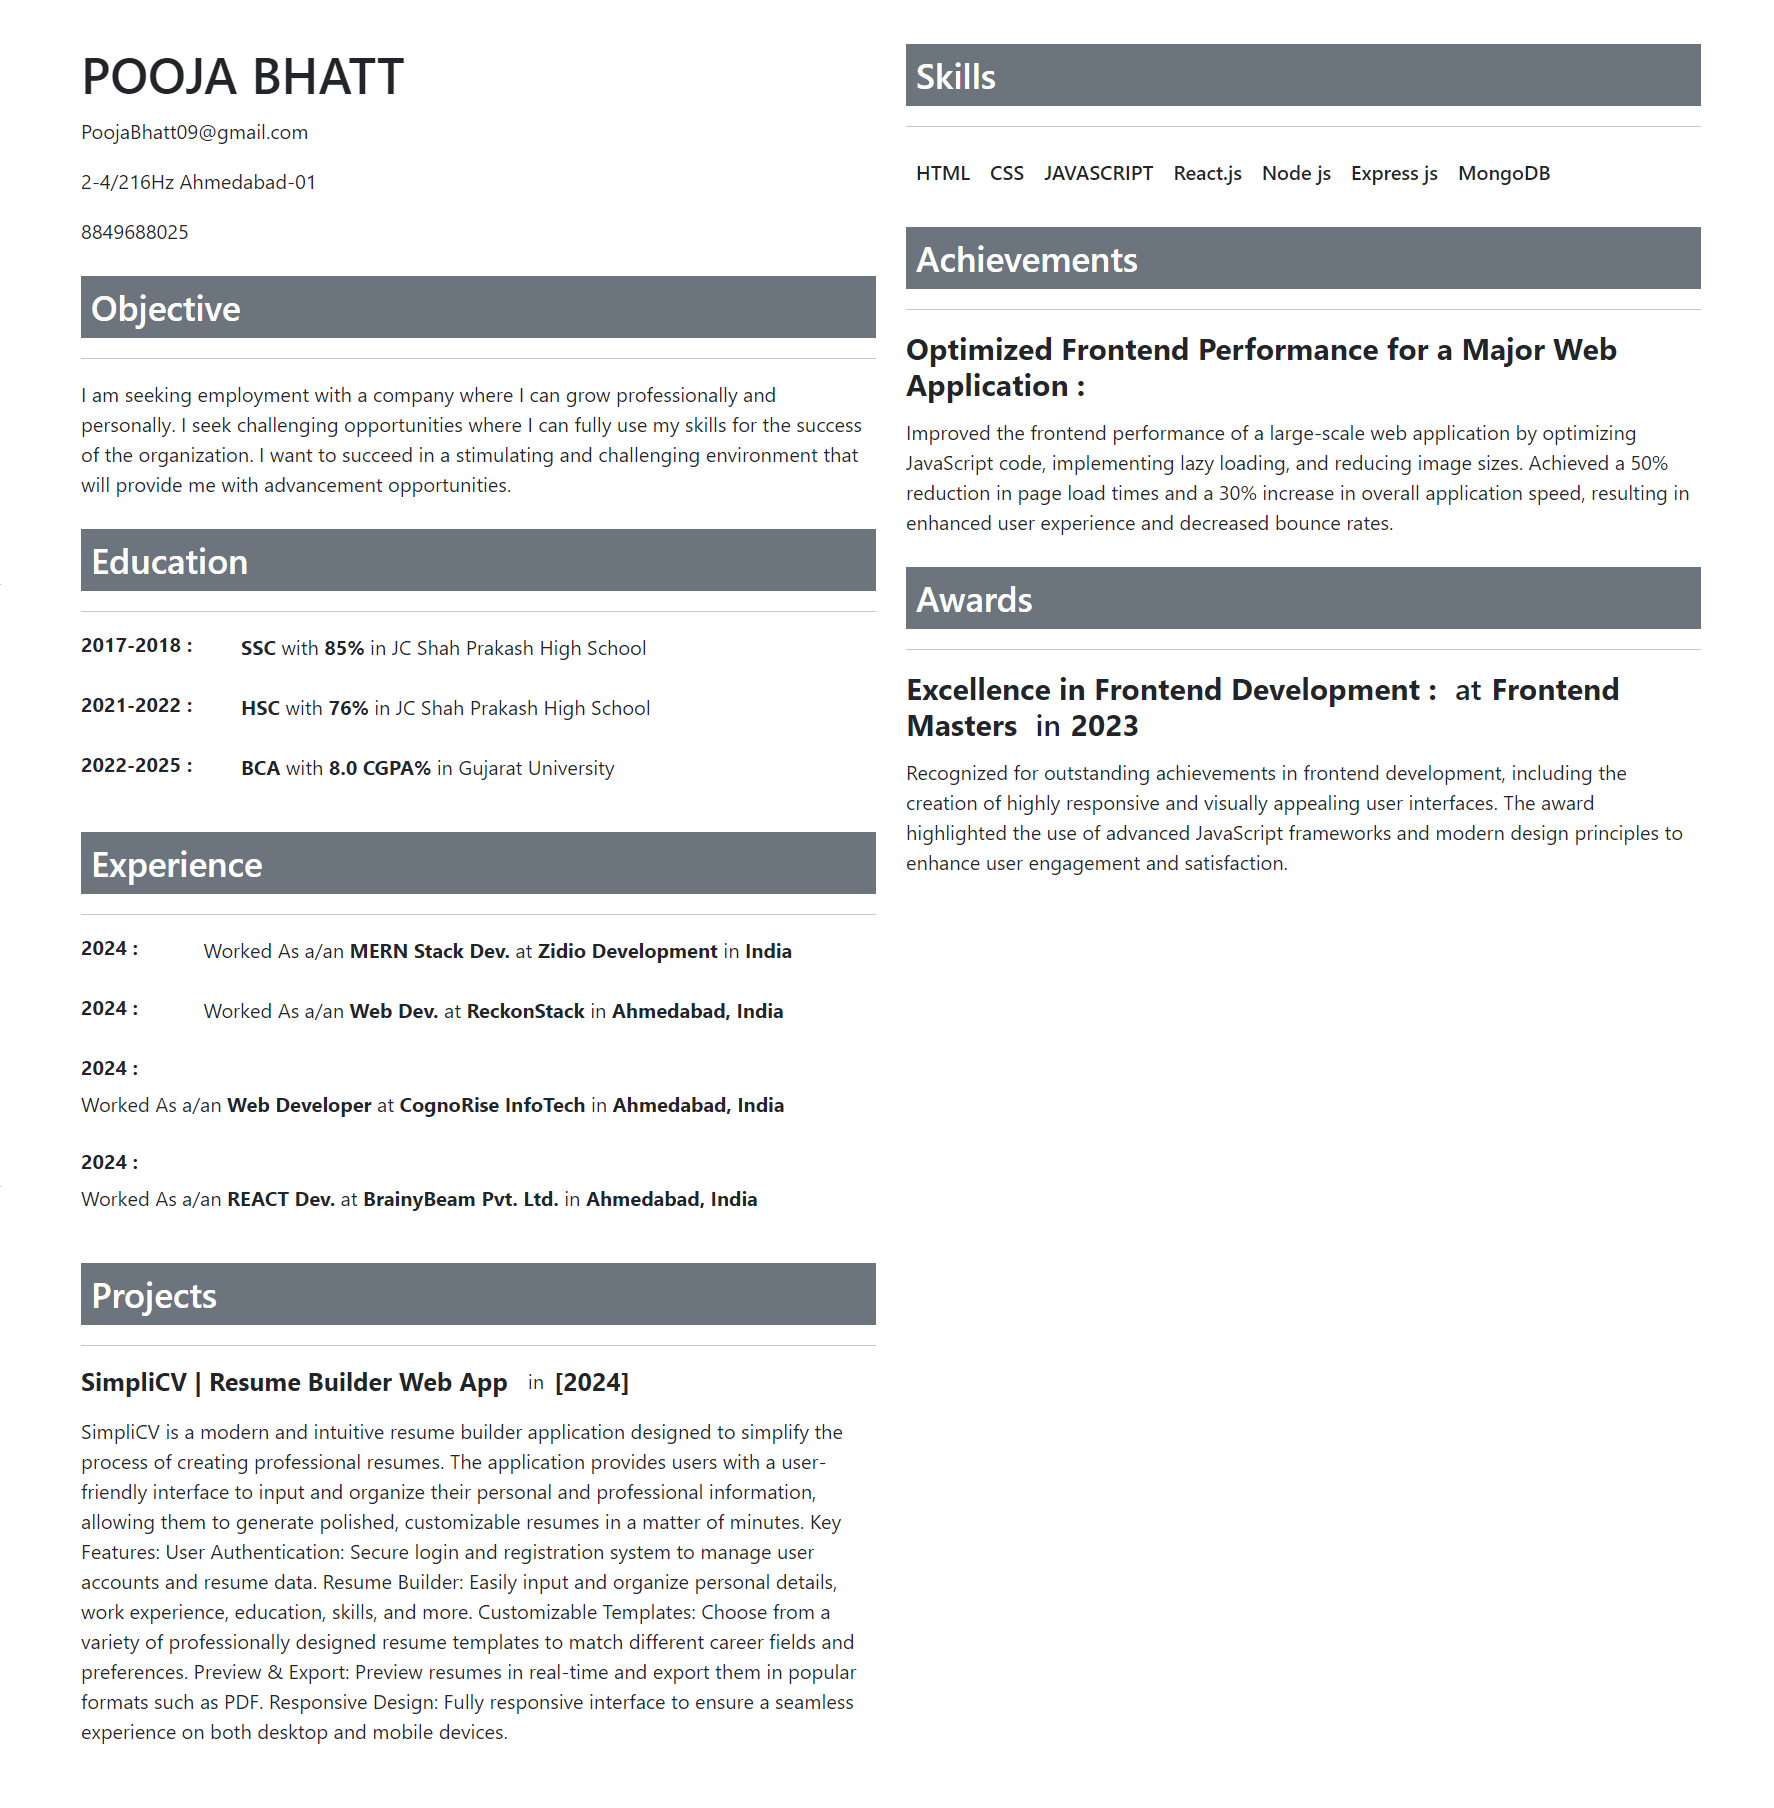 POOJA BHATT
PoojaBhatt09@gmail.com
2-4/216Hz Ahmedabad-01
8849688025
Objective
I am seeking employment with a company where I can grow professionally and
personally. I seek challenging opportunities where I can fully use my skills for the success
of the organization. I want to succeed in a stimulating and challenging environment that
will provide me with advancement opportunities.
Education
2017-2018 : SSC with 85% in JC Shah Prakash High School
2021-2022 : HSC with 76% in JC Shah Prakash High School
2022-2025 : BCA with 8.0 CGPA% in Gujarat University
Experience
2024 : Worked As a/an MERN Stack Dev. at Zidio Development in India
2024 : Worked As a/an Web Dev. at ReckonStack in Ahmedabad, India
2024 :
Worked As a/an Web Developer at CognoRise InfoTech in Ahmedabad, India
2024 :
Worked As a/an REACT Dev. at BrainyBeam Pvt. Ltd. in Ahmedabad, India
Projects
SimpliCV | Resume Builder Web App in [2024]
SimpliCV is a modern and intuitive resume builder application designed to simplify the
process of creating professional resumes. The application provides users with a user-
friendly interface to input and organize their personal and professional information,
allowing them to generate polished, customizable resumes in a matter of minutes. Key
Features: User Authentication: Secure login and registration system to manage user
accounts and resume data. Resume Builder: Easily input and organize personal details,
work experience, education, skills, and more. Customizable Templates: Choose from a
variety of professionally designed resume templates to match different career fields and
preferences. Preview & Export: Preview resumes in real-time and export them in popular
formats such as PDF. Responsive Design: Fully responsive interface to ensure a seamless
experience on both desktop and mobile devices.
Skills
HTML CSS JAVASCRIPT React.js Node js Express js MongoDB
Achievements
Optimized Frontend Performance for a Major Web
Application :
Improved the frontend performance of a large-scale web application by optimizing
JavaScript code, implementing lazy loading, and reducing image sizes. Achieved a 50%
reduction in page load times and a 30% increase in overall application speed, resulting in
enhanced user experience and decreased bounce rates.
Awards
Excellence in Frontend Development : at Frontend
Masters in 2023
Recognized for outstanding achievements in frontend development, including the
creation of highly responsive and visually appealing user interfaces. The award
highlighted the use of advanced JavaScript frameworks and modern design principles to
enhance user engagement and satisfaction.